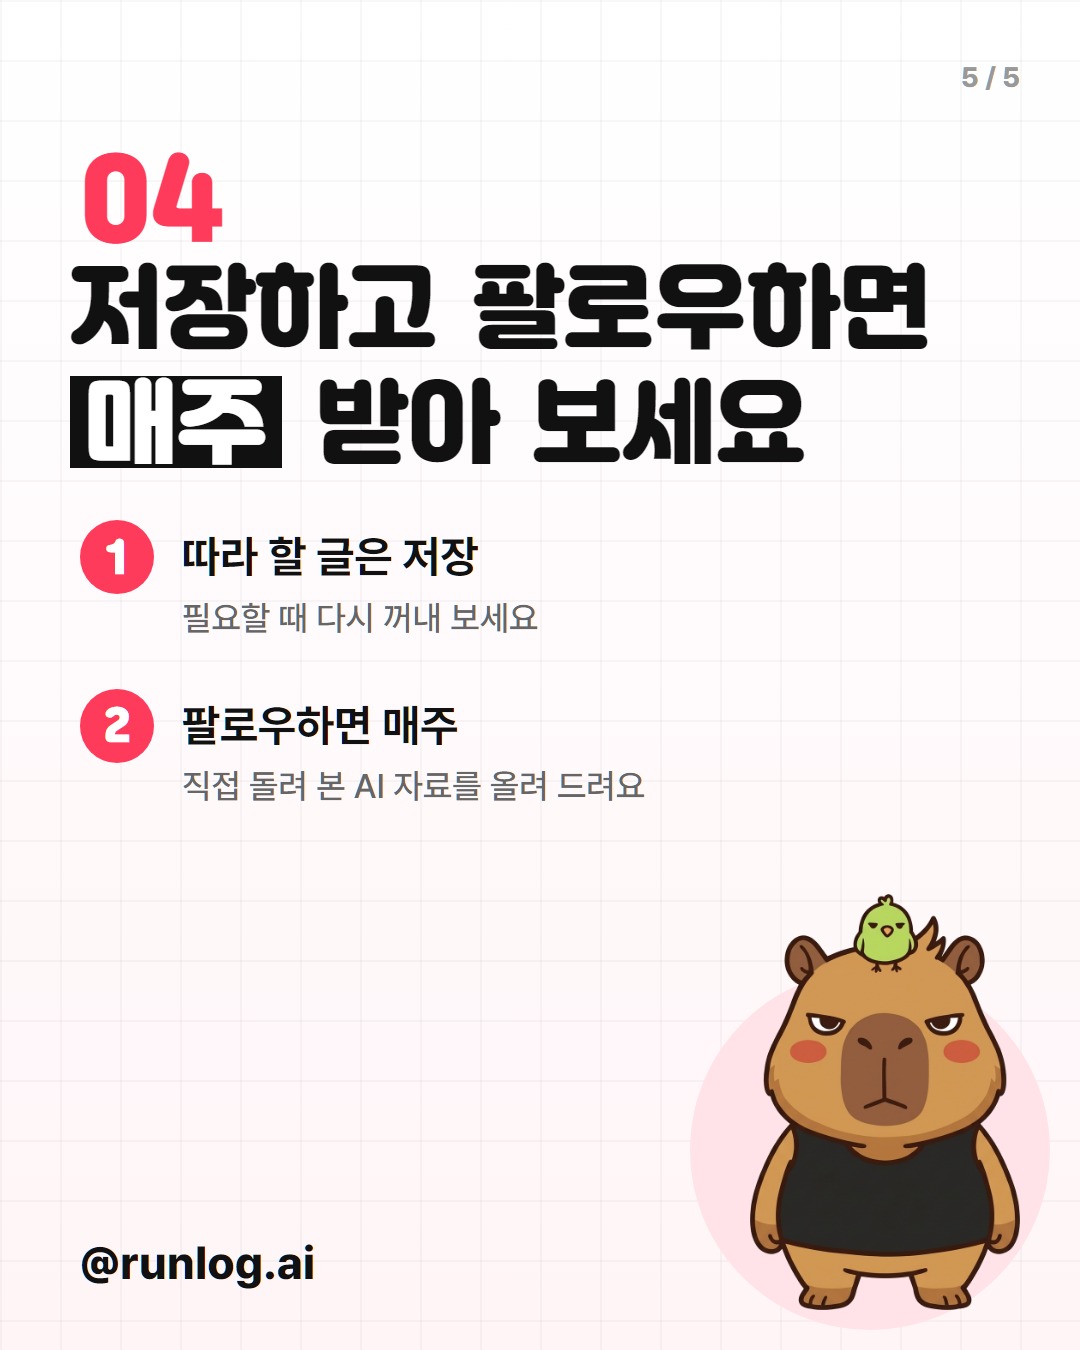 5 / 5
04
저장하고 팔로우하면
매주 받아 보세요
1 따라 할 글은 저장
필요할 때 다시 꺼내 보세요
2 팔로우하면 매주
직접 돌려 본 AI 자료를 올려 드려요
@runlog.ai